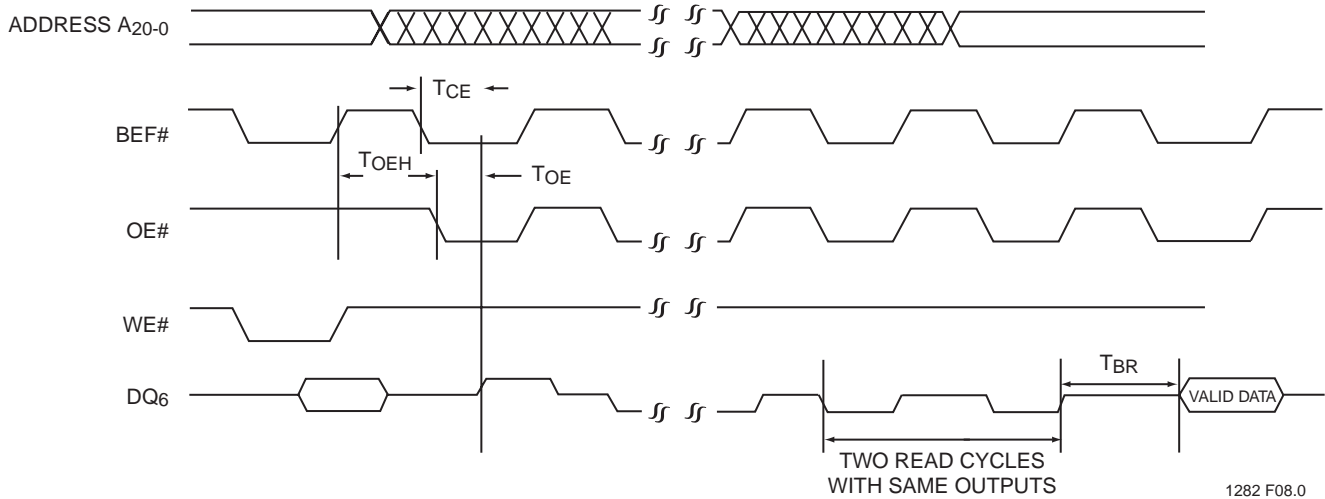 ADDRESS A20-0
TCE
BEF#
TOEH
TOE
OE#
WE#
TBR
DQ6
VALID DATA
TWO READ CYCLES
WITH SAME OUTPUTS
1282 F08.0